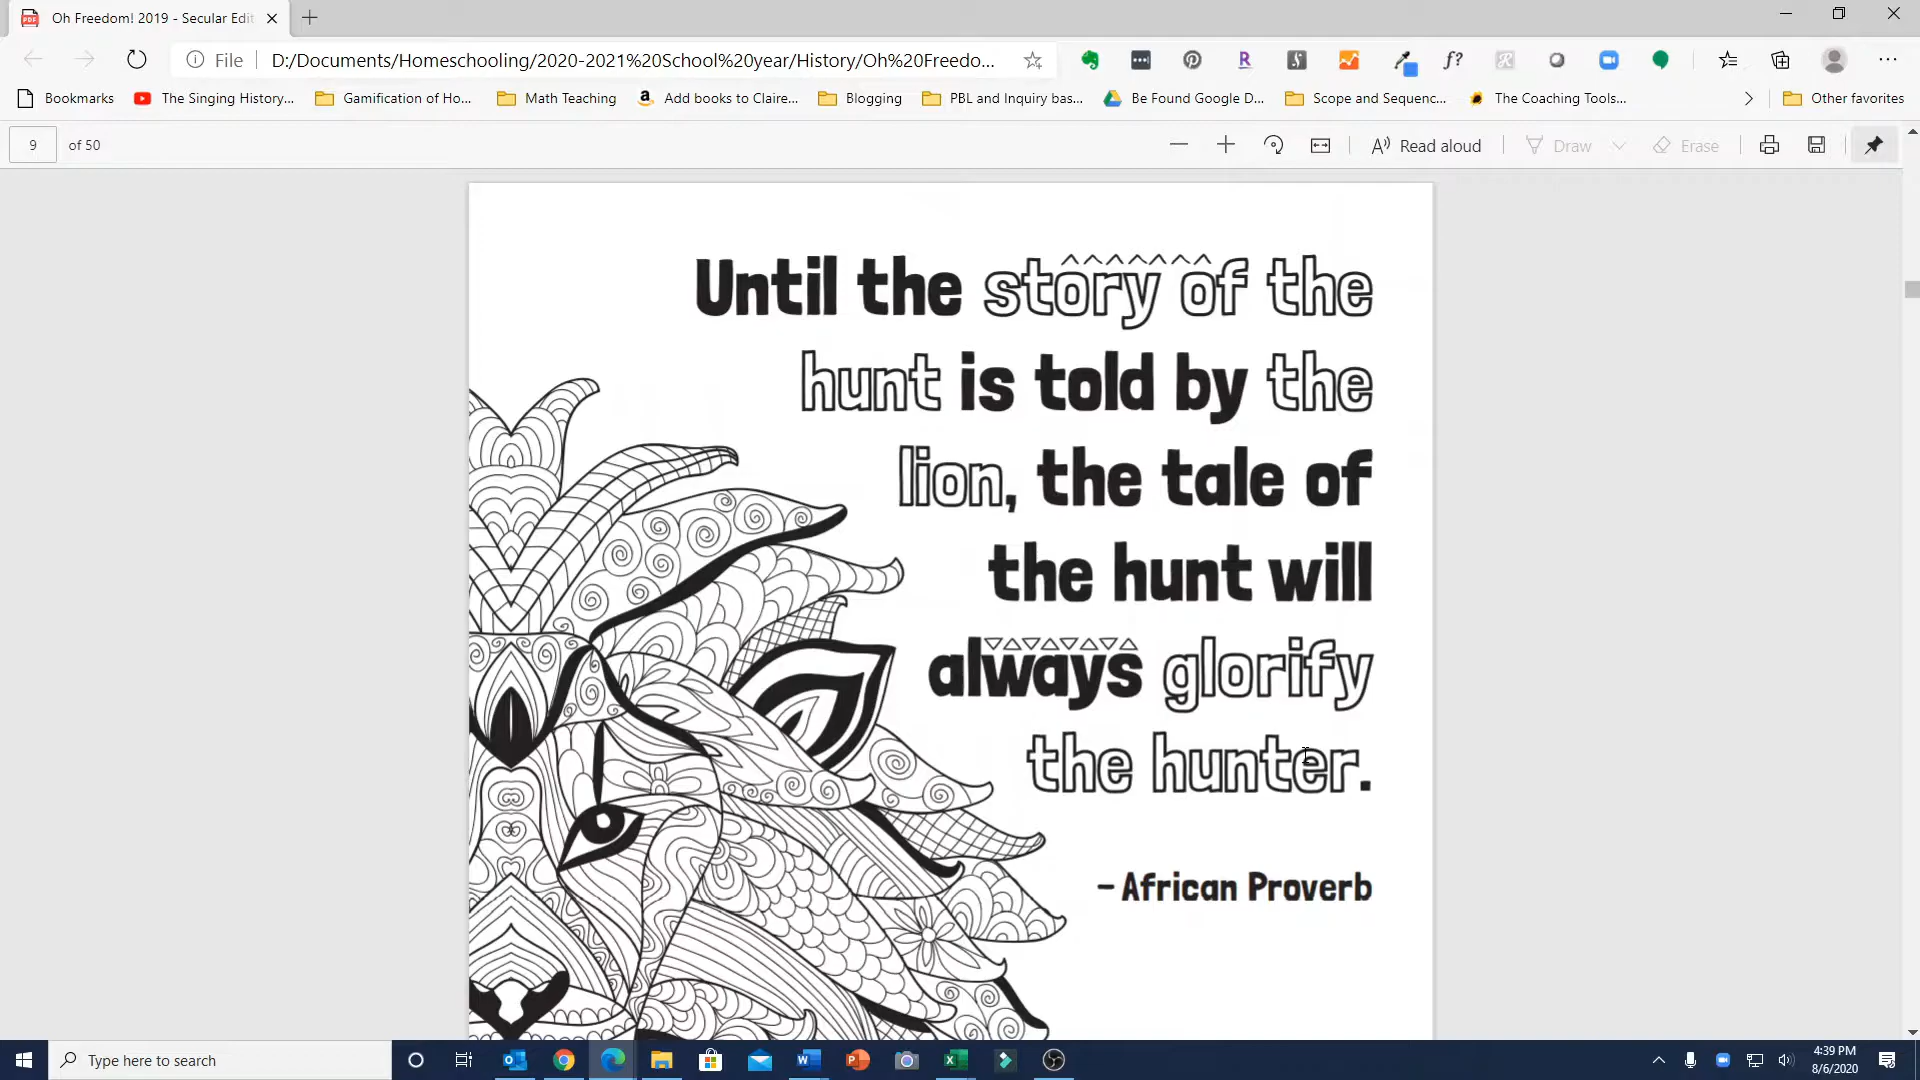 Oh Freedom! 2019 - Secular Edit
File
D:/Documents/Homeschooling/2020-2021%20School%20year/History/Oh%20Freedo...
f?
Bookmarks
The Singing History...
Gamification of Ho...
Math Teaching
Add books to Claire...
Blogging
PBL and Inquiry bas...
Be Found Google D...
Scope and Sequenc...
The Coaching Tools...
Other favorites
9 of 50
Read aloud
Draw
Erase
Until the story of the
hunt is told by the
lion, the tale of
the hunt will
always glorify
the hunter.
– African Proverb
Type here to search
4:39 PM
8/6/2020